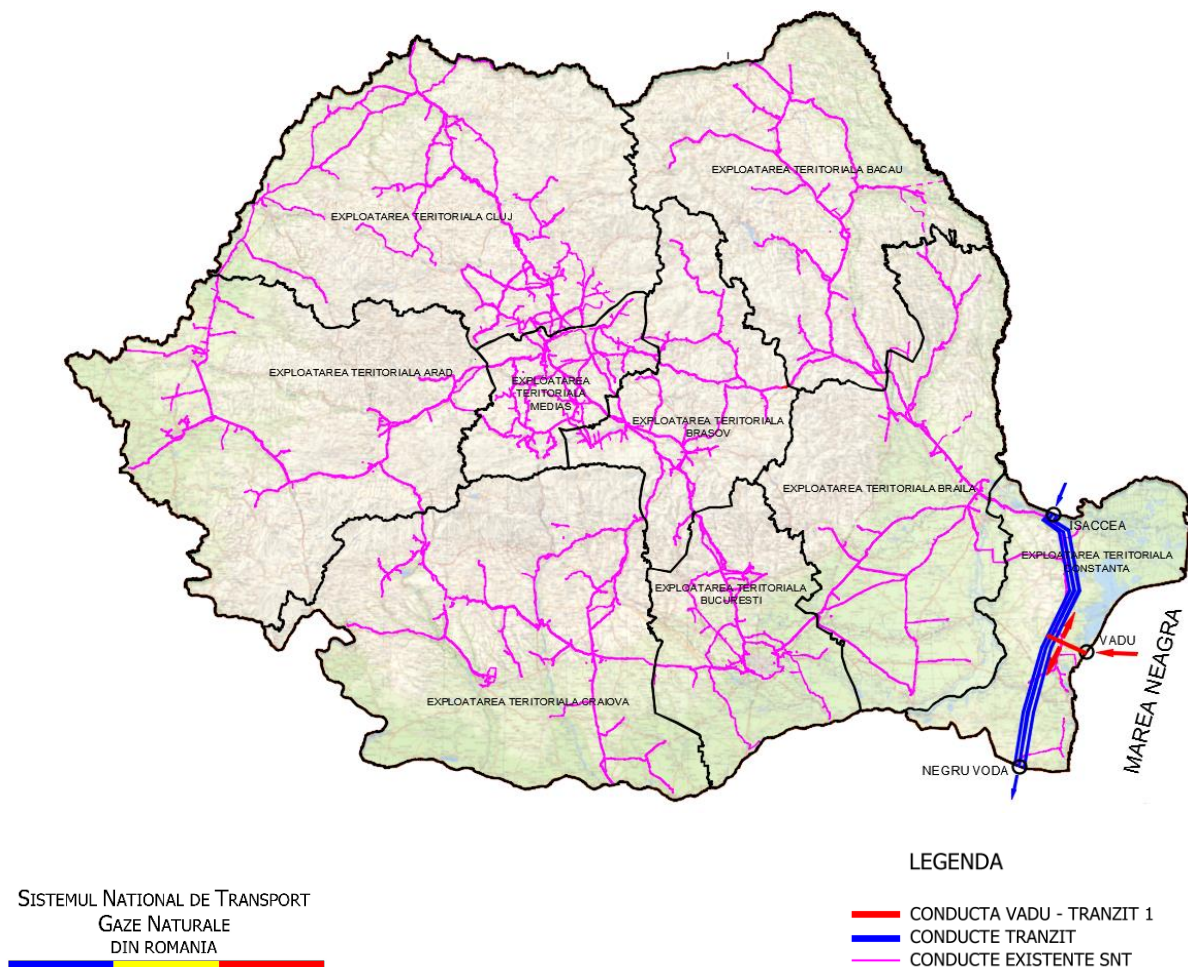 EXPLOATAREA TERITORIALA BACAU
EXPLOATAREA TERITORIALA CLUJ
EXPLOATAREA TERITORIALA ARAD
EXPLOATAREA
TERITORIALA
MEDIAS
EXPLOATAREA TERITORIALA
BRASOV
EXPLOATAREA TERITORIALA BRAILA
ISACCEA
EXPLOATAREA TERITORIALA
CONSTANTA
EXPLOATAREA TERITORIALA
BUCURESTI
VADU
EXPLOATAREA TERITORIALA CRAIOVA
MAREA NEAGRA
NEGRU VODA
LEGENDA
CONDUCTA VADU - TRANZIT 1
CONDUCTE TRANZIT
CONDUCTE EXISTENTE SNT
SISTEMUL NATIONAL DE TRANSPORT
GAZE NATURALE
DIN ROMANIA